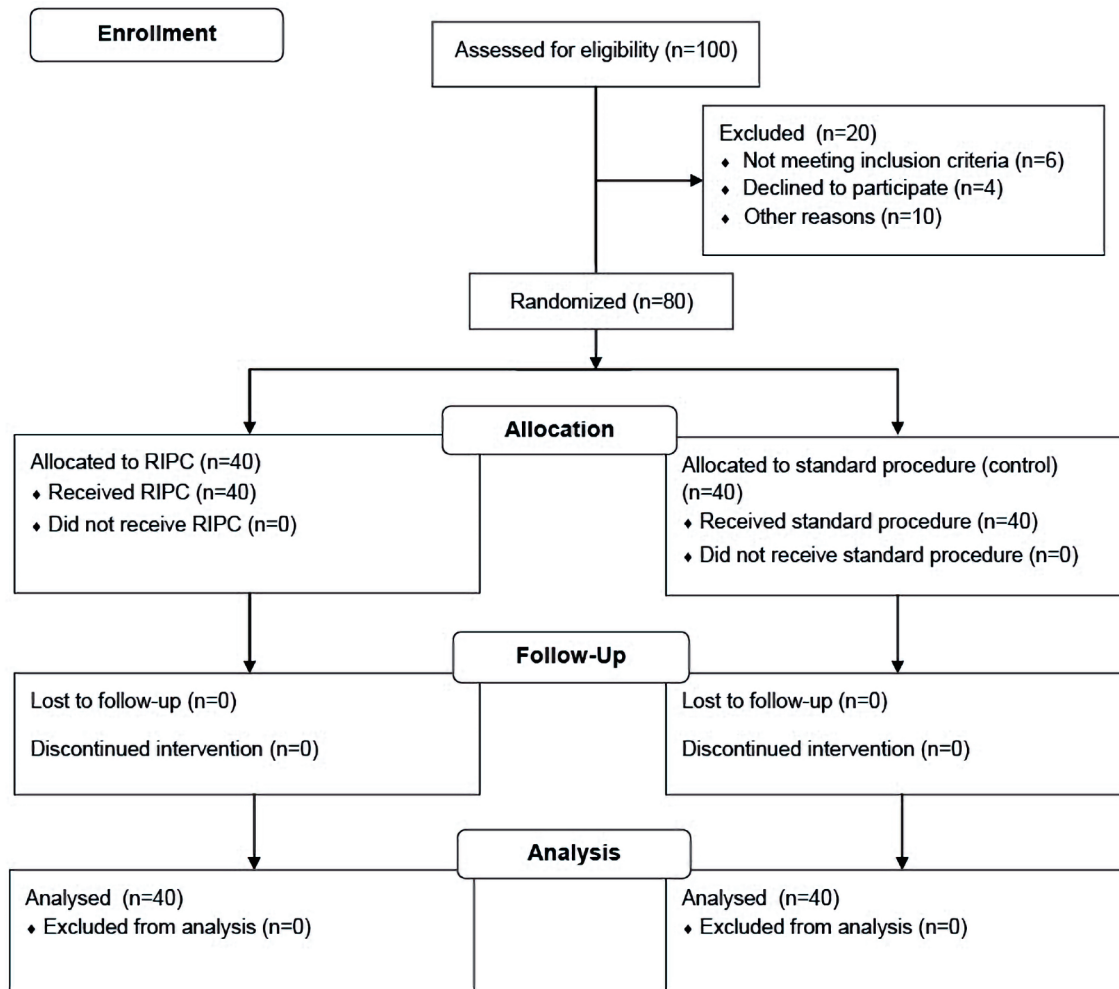 Enrollment
Assessed for eligibility (n=100)
Excluded (n=20)
♦ Not meeting inclusion criteria (n=6)
♦ Declined to participate (n=4)
♦ Other reasons (n=10)
Randomized (n=80)
Allocation
Allocated to RIPC (n=40)
♦ Received RIPC (n=40)
♦ Did not receive RIPC (n=0)
Allocated to standard procedure (control)
(n=40)
♦ Received standard procedure (n=40)
♦ Did not receive standard procedure (n=0)
Follow-Up
Lost to follow-up (n=0)
Discontinued intervention (n=0)
Lost to follow-up (n=0)
Discontinued intervention (n=0)
Analysis
Analysed (n=40)
♦ Excluded from analysis (n=0)
Analysed (n=40)
♦ Excluded from analysis (n=0)